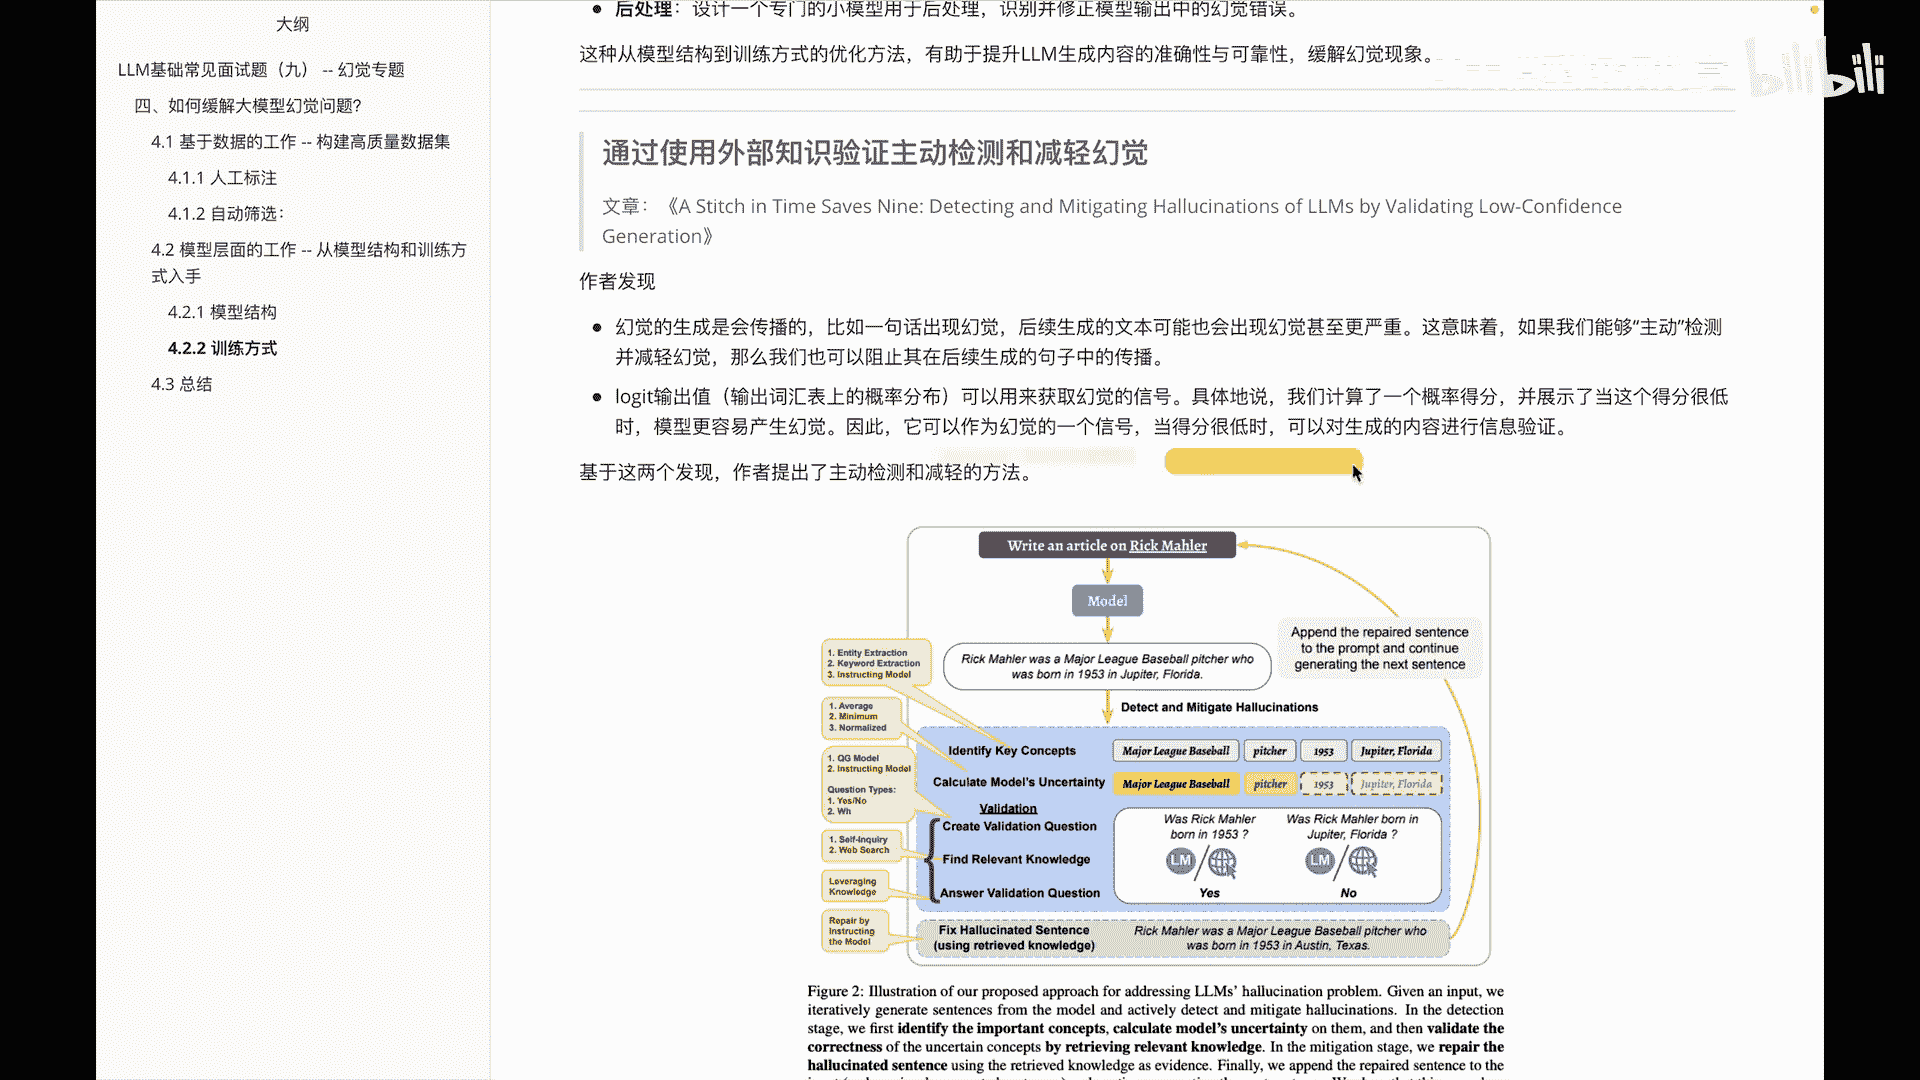 大纲
LLM基础常见面试题（九） -- 幻觉专题
四、如何缓解大模型幻觉问题?
4.1 基于数据的工作 -- 构建高质量数据集
4.1.1 人工标注
4.1.2 自动筛选：
4.2 模型层面的工作 -- 从模型结构和训练方
式入手
4.2.1 模型结构
4.2.2 训练方式
4.3 总结
后处理：设计一个专门的小模型用于后处理，识别并修正模型输出中的幻觉错误。
这种从模型结构到训练方式的优化方法，有助于提升LLM生成内容的准确性与可靠性，缓解幻觉现象。
bilibili
通过使用外部知识验证主动检测和减轻幻觉
文章：《A Stitch in Time Saves Nine: Detecting and Mitigating Hallucinations of LLMs by Validating Low-Confidence
Generation》
作者发现
幻觉的生成是会传播的，比如一句话出现幻觉，后续生成的文本可能也会出现幻觉甚至更严重。这意味着，如果我们能够“主动”检测
并减轻幻觉，那么我们也可以阻止其在后续生成的句子中的传播。
logit输出值（输出词汇表上的概率分布）可以用来获取幻觉的信号。具体地说，我们计算了一个概率得分，并展示了当这个得分很低
时，模型更容易产生幻觉。因此，它可以作为幻觉的一个信号，当得分很低时，可以对生成的内容进行信息验证。
基于这两个发现，作者提出了主动检测和减轻的方法。
Write an article on Rick Mahler
Model
Append the repaired sentence
to the prompt and continue
generating the next sentence
1. Entity Extraction
2. Keyword Extraction
3. Instructing Model
Rick Mahler was a Major League Baseball pitcher who
was born in 1953 in Jupiter, Florida.
1. Average
2. Minimum
3. Normalized
Detect and Mitigate Hallucinations
Identify Key Concepts
Major League Baseball
pitcher
1953
Jupiter, Florida
1. QG Model
2. Instructing Model
Question Types:
1. Yes/No
2. Wh
Calculate Model's Uncertainty
Major League Baseball
pitcher
1953
Jupiter, Florida
Validation
Create Validation Question
Was Rick Mahler
born in 1953 ?
Was Rick Mahler born in
Jupiter, Florida ?
1. Self-Inquiry
2. Web Search
Find Relevant Knowledge
LM
LM
Leveraging
Knowledge
Answer Validation Question
Yes
No
Repair by
Instructing
the Model
Fix Hallucinated Sentence
(using retrieved knowledge)
Rick Mahler was a Major League Baseball pitcher who
was born in 1953 in Austin, Texas.
Figure 2: Illustration of our proposed approach for addressing LLMs' hallucination problem. Given an input, we
iteratively generate sentences from the model and actively detect and mitigate hallucinations. In the detection
stage, we first identify the important concepts, calculate model's uncertainty on them, and then validate the
correctness of the uncertain concepts by retrieving relevant knowledge. In the mitigation stage, we repair the
hallucinated sentence using the retrieved knowledge as evidence. Finally, we append the repaired sentence to the